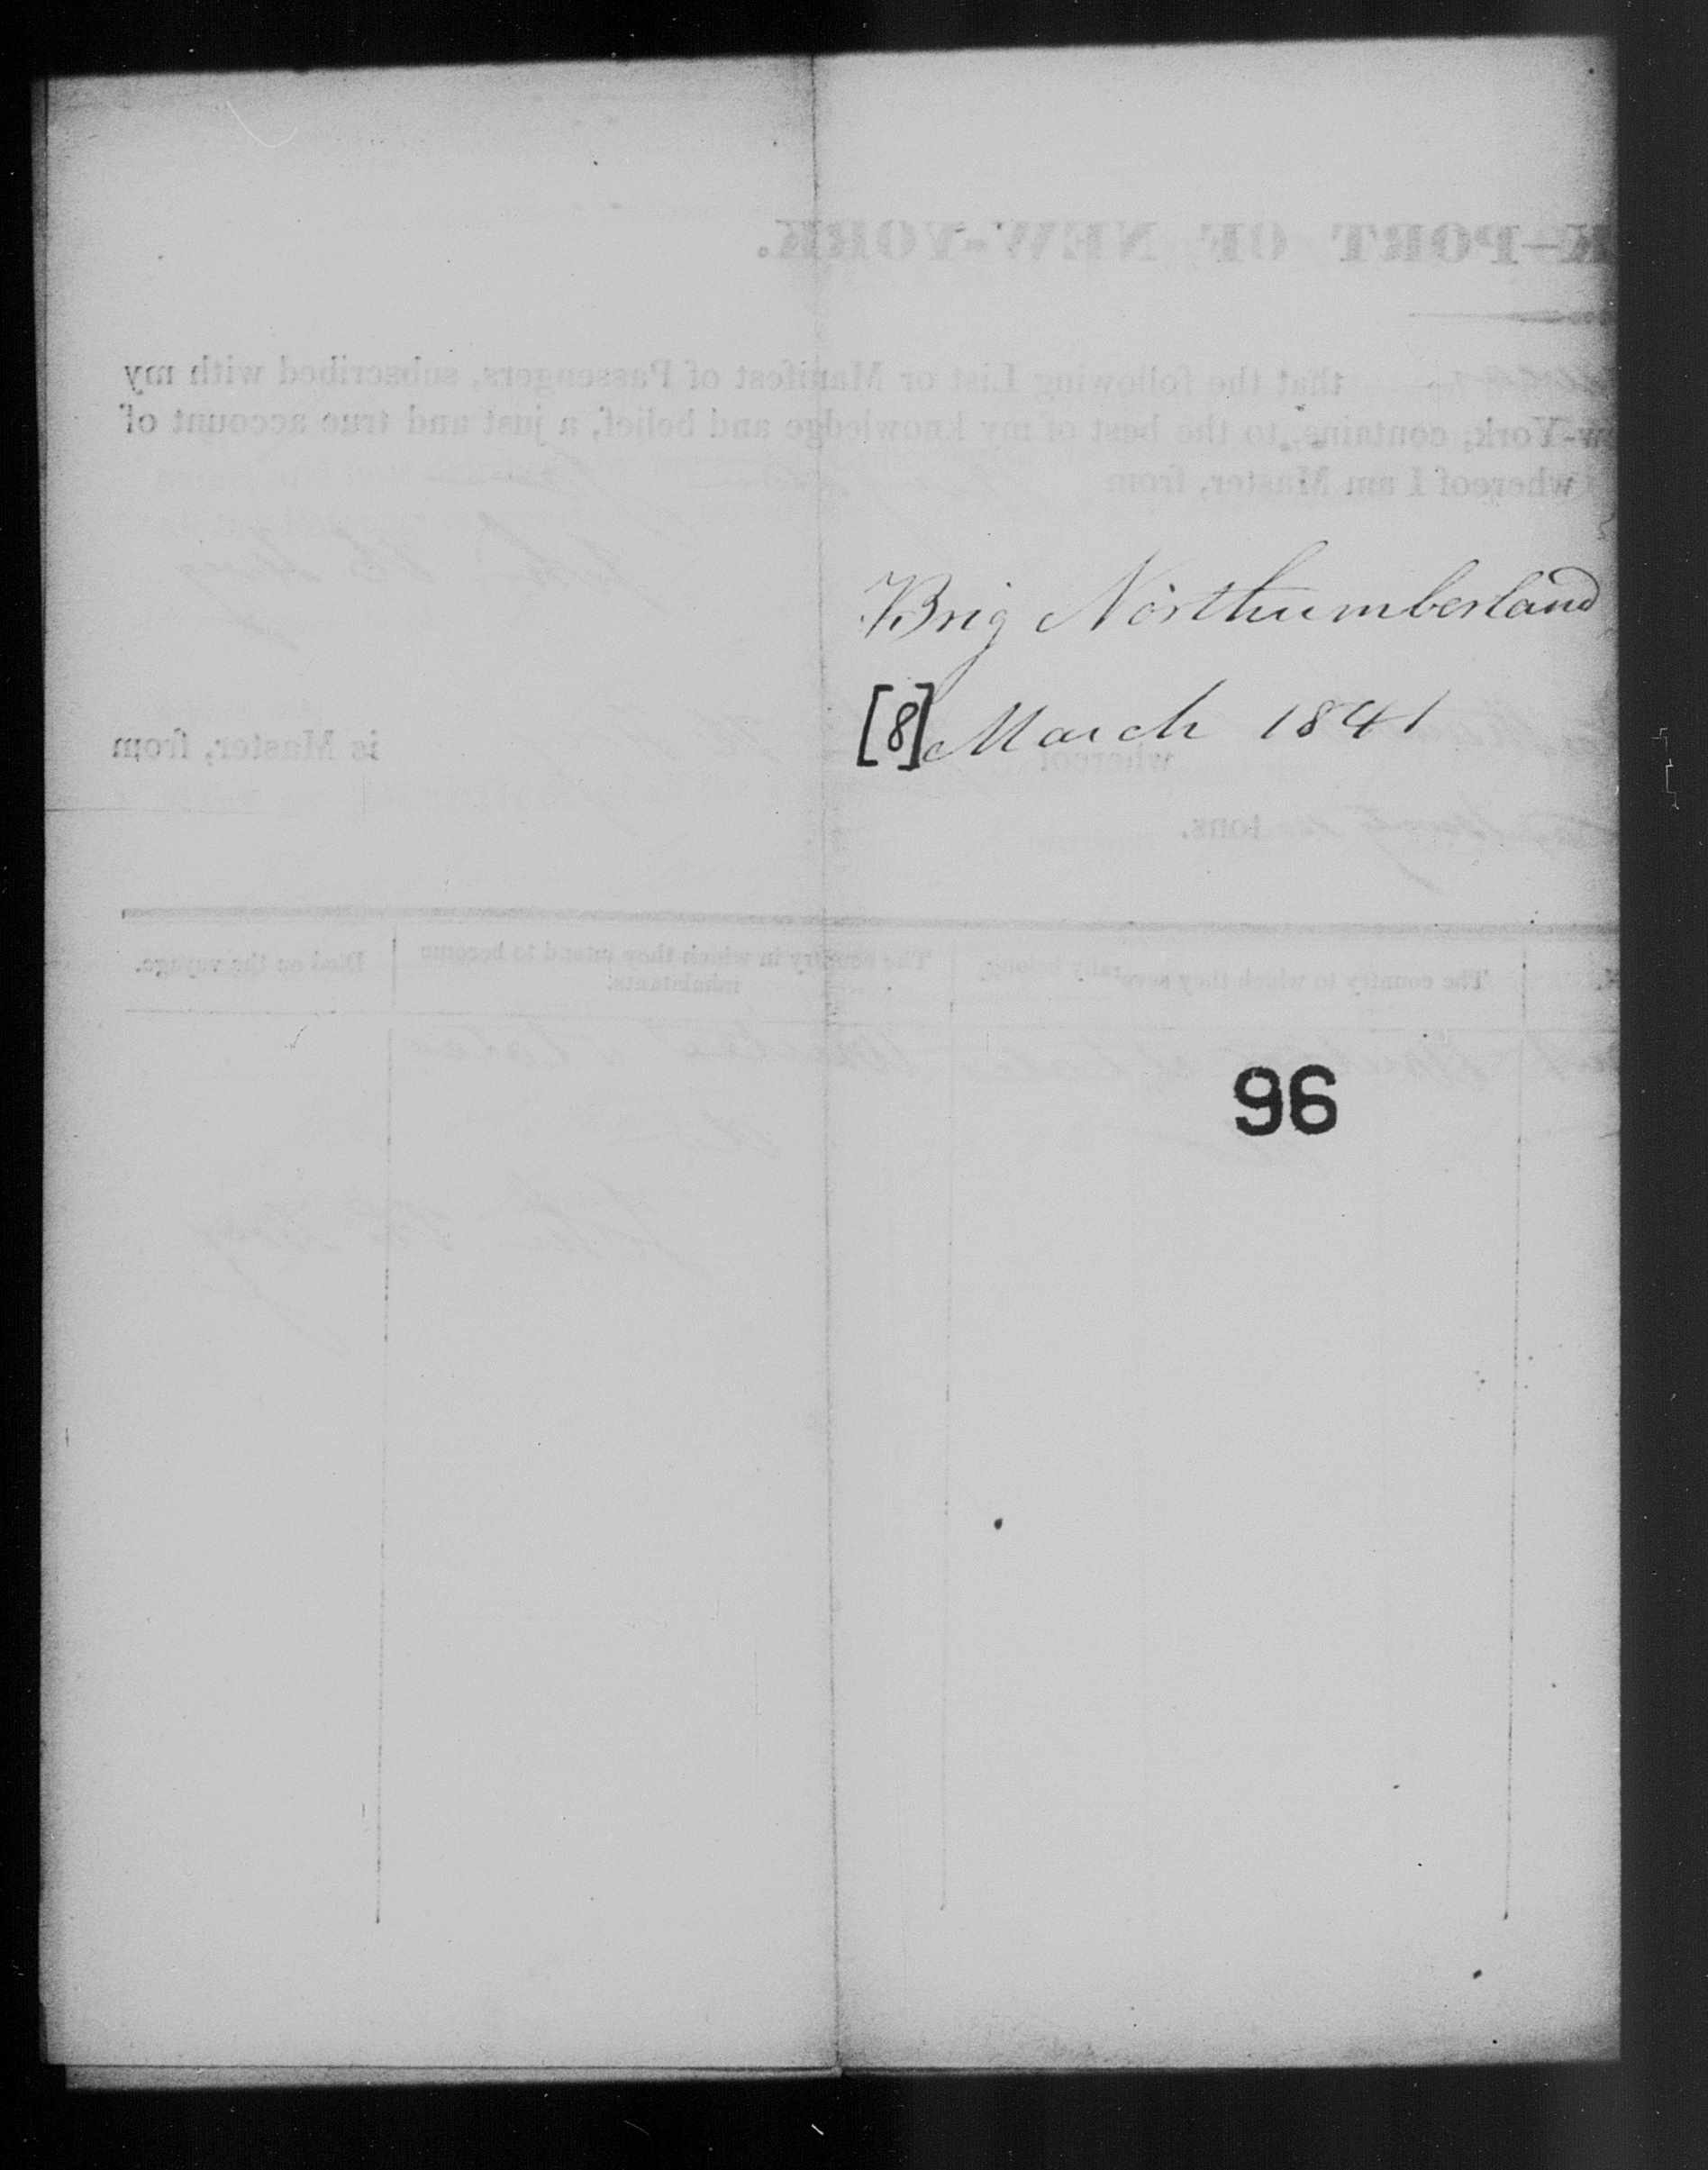 K—PORT OF NEW-YORK.
that the following List or Manifest of Passengers, subscribed with my
w-York, contains, to the best of my knowledge and belief, a just and true account of
whereof I am Master, from
Brig Northumberland
[8] March 1841
whereof is Master, from
tons.
The country to which they severally belong.
The country in which they intend to become inhabitants.
Died on the voyage.
96